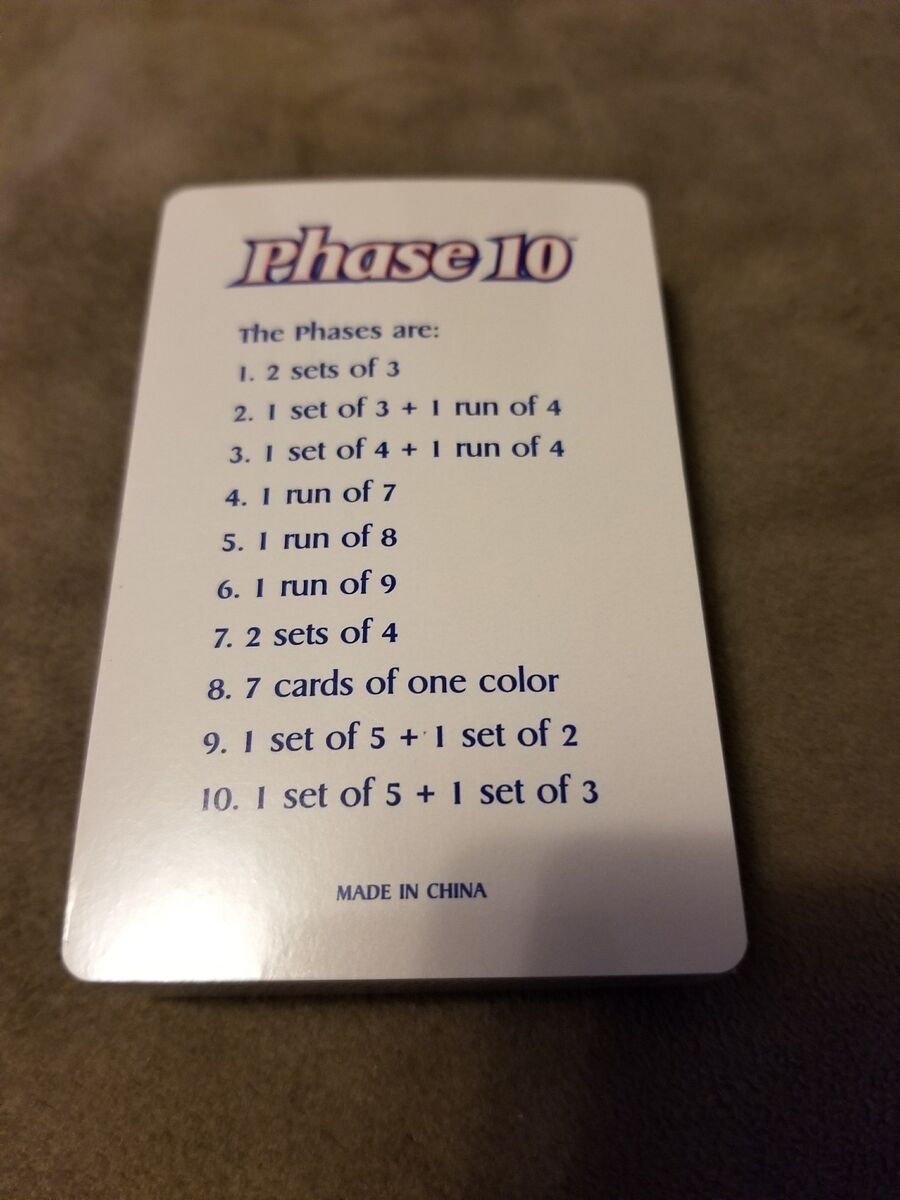 Phase 10
The Phases are:
1. 2 sets of 3
2. 1 set of 3 + 1 run of 4
3. 1 set of 4 + 1 run of 4
4. 1 run of 7
5. 1 run of 8
6. 1 run of 9
7. 2 sets of 4
8. 7 cards of one color
9. 1 set of 5 + 1 set of 2
10. 1 set of 5 + 1 set of 3
MADE IN CHINA